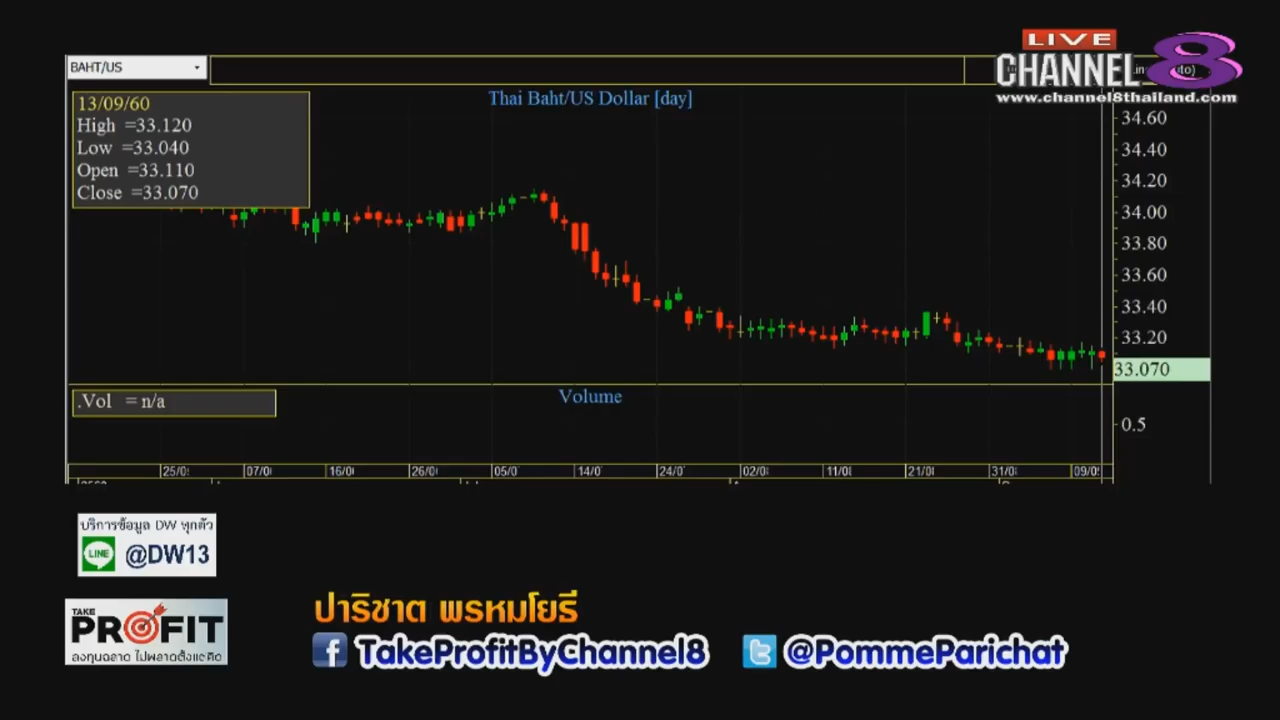 LIVE
CHANNEL 8
www.channel8thailand.com
BAHT/US
13/09/60
High =33.120
Low =33.040
Open =33.110
Close =33.070
Thai Baht/US Dollar [day]
34.60
34.40
34.20
34.00
33.80
33.60
33.40
33.20
33.070
.Vol = n/a
Volume
0.5
25/0 07/0 16/0 26/0 05/0 14/0 24/0 02/0 11/0 21/0 31/0 09/0
บริการข้อมูล DW ทุกตัว
LINE @DW13
TAKE
PROFIT
ลงทุนฉลาด ไม่พลาดตั้งแต่คิด
ปาริชาต พรหมโยธี
f TakeProfitByChannel8 t @PommeParichat